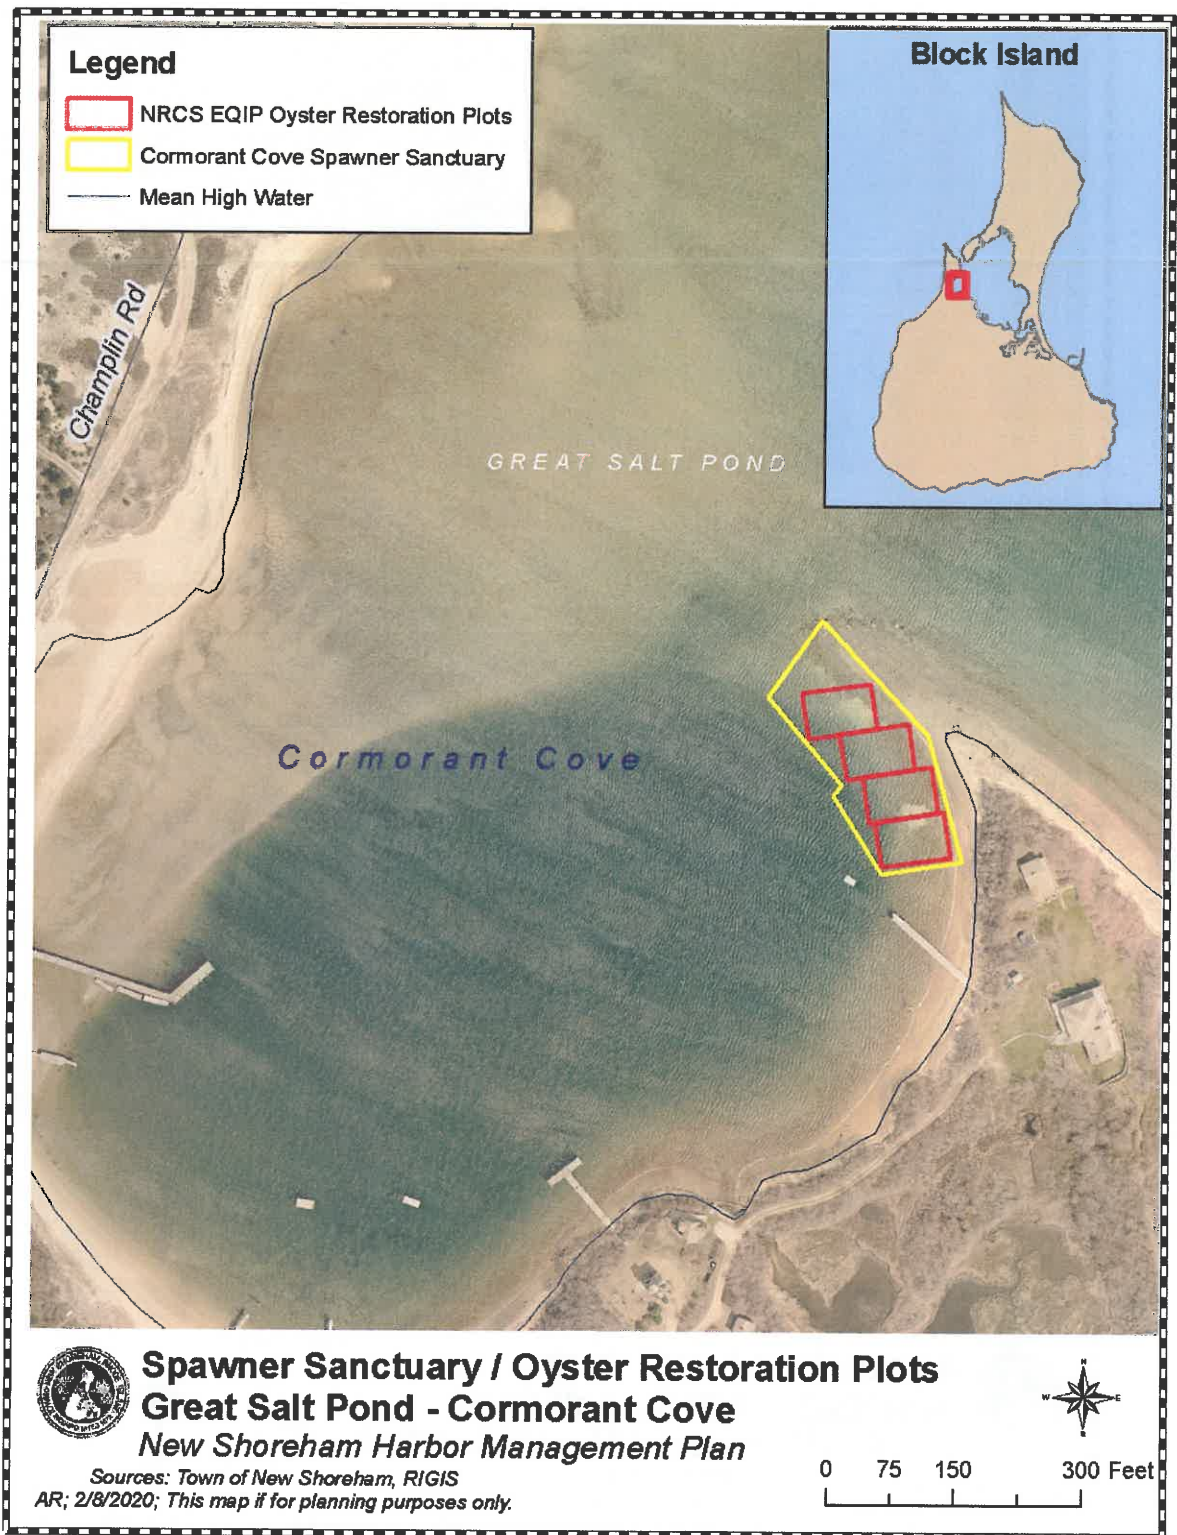 Legend
NRCS EQIP Oyster Restoration Plots
Cormorant Cove Spawner Sanctuary
Mean High Water
Block Island
Champlin Rd
GREAT SALT POND
Cormorant Cove
Spawner Sanctuary / Oyster Restoration Plots
Great Salt Pond - Cormorant Cove
New Shoreham Harbor Management Plan
Sources: Town of New Shoreham, RIGIS
AR; 2/8/2020; This map if for planning purposes only.
N
W E
S
0 75 150 300 Feet